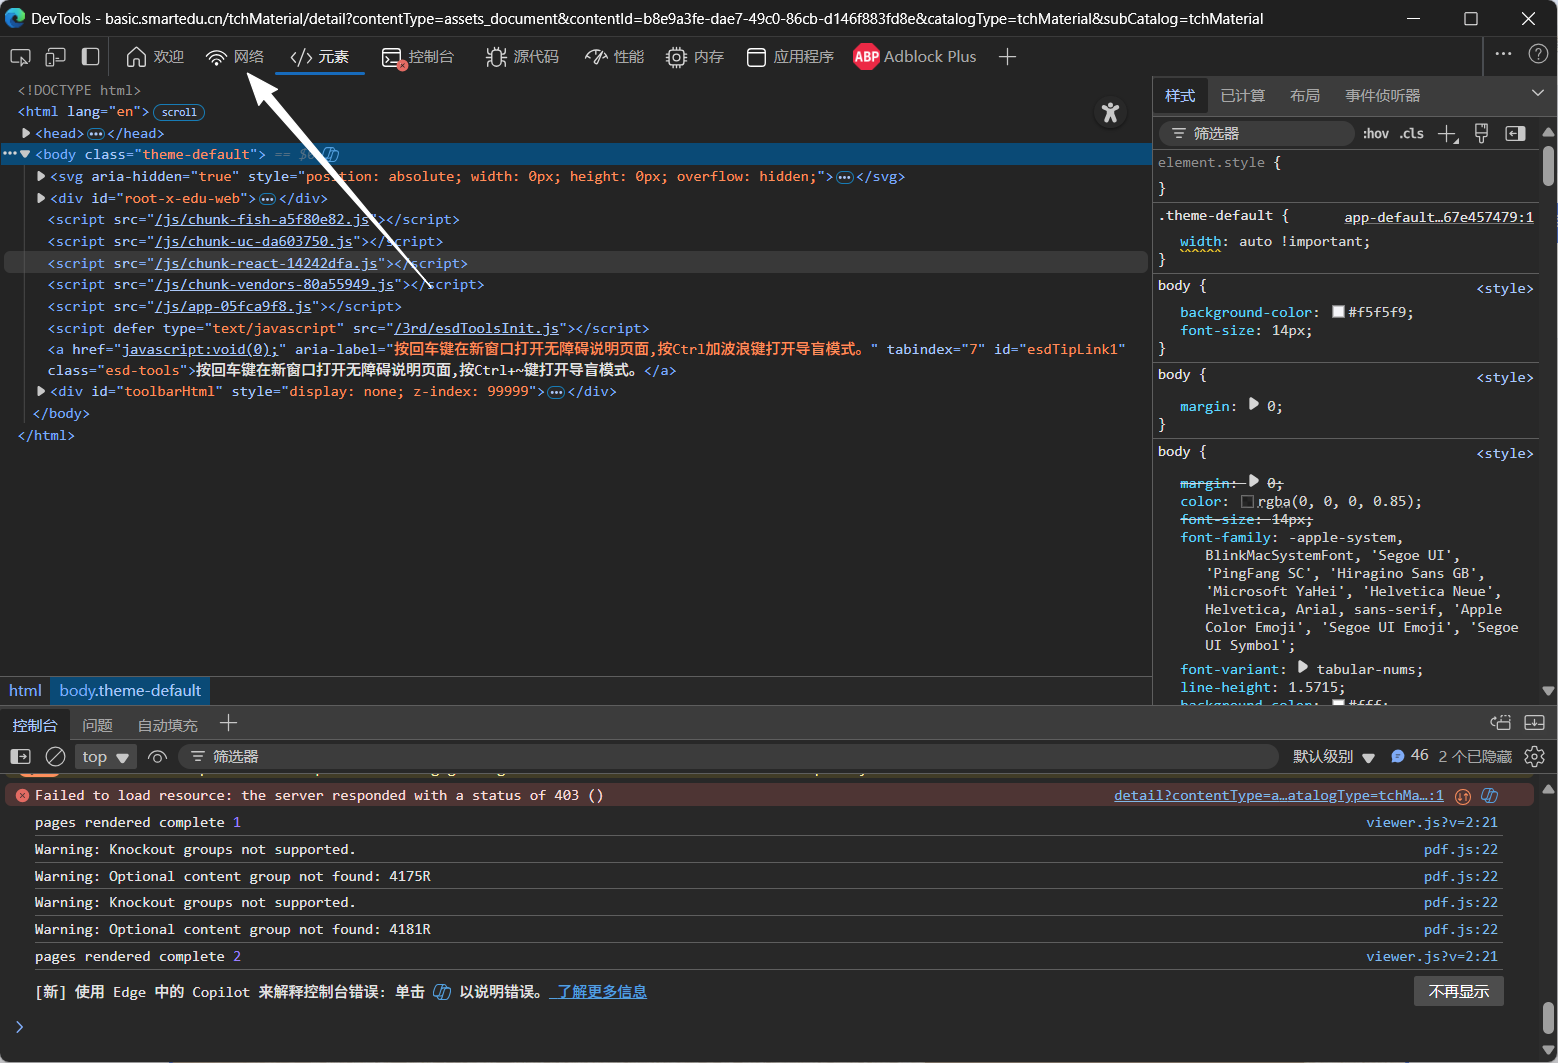 DevTools - basic.smartedu.cn/tchMaterial/detail?contentType=assets_document&contentId=b8e9a3fe-dae7-49c0-86cb-d146f883fd8e&catalogType=tchMaterial&subCatalog=tchMaterial
欢迎 网络 </> 元素 控制台 源代码 性能 内存 应用程序 ABP Adblock Plus
<!DOCTYPE html>
<html lang="en"> scroll
<head> ••• </head>
••• <body class="theme-default"> ==
<svg aria-hidden="true" style="position: absolute; width: 0px; height: 0px; overflow: hidden;"> ••• </svg>
<div id="root-x-edu-web"> ••• </div>
<script src="/js/chunk-fish-a5f80e82.js"></script>
<script src="/js/chunk-uc-da603750.js"></script>
<script src="/js/chunk-react-14242dfa.js"></script>
<script src="/js/chunk-vendors-80a55949.js"></script>
<script src="/js/app-05fca9f8.js"></script>
<script defer type="text/javascript" src="/3rd/esdToolsInit.js"></script>
<a href="javascript:void(0);" aria-label="按回车键在新窗口打开无障碍说明页面,按Ctrl加波浪键打开导盲模式。" tabindex="7" id="esdTipLink1"
class="esd-tools">按回车键在新窗口打开无障碍说明页面,按Ctrl+~键打开导盲模式。</a>
<div id="toolbarHtml" style="display: none; z-index: 99999"> ••• </div>
</body>
</html>
html body.theme-default
样式 已计算 布局 事件侦听器
筛选器 :hov .cls
element.style {
}
.theme-default { app-default…67e457479:1
width: auto !important;
}
body { <style>
background-color: #f5f5f9;
font-size: 14px;
}
body { <style>
margin: 0;
}
body { <style>
margin: 0;
color: rgba(0, 0, 0, 0.85);
font-size: 14px;
font-family: -apple-system,
BlinkMacSystemFont, 'Segoe UI',
'PingFang SC', 'Hiragino Sans GB',
'Microsoft YaHei', 'Helvetica Neue',
Helvetica, Arial, sans-serif, 'Apple
Color Emoji', 'Segoe UI Emoji', 'Segoe
UI Symbol';
font-variant: tabular-nums;
line-height: 1.5715;
background-color: #fff;
控制台 问题 自动填充
top 筛选器 默认级别 46 2 个已隐藏
Failed to load resource: the server responded with a status of 403 () detail?contentType=a…atalogType=tchMa…:1
pages rendered complete 1 viewer.js?v=2:21
Warning: Knockout groups not supported. pdf.js:22
Warning: Optional content group not found: 4175R pdf.js:22
Warning: Knockout groups not supported. pdf.js:22
Warning: Optional content group not found: 4181R pdf.js:22
pages rendered complete 2 viewer.js?v=2:21
[新] 使用 Edge 中的 Copilot 来解释控制台错误: 单击 以说明错误。 了解更多信息 不再显示